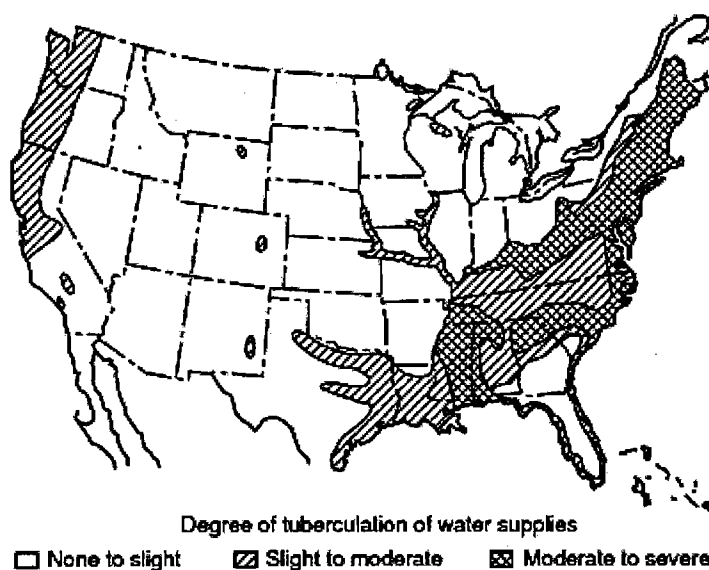 Degree of tuberculation of water supplies
None to slight Slight to moderate Moderate to severe